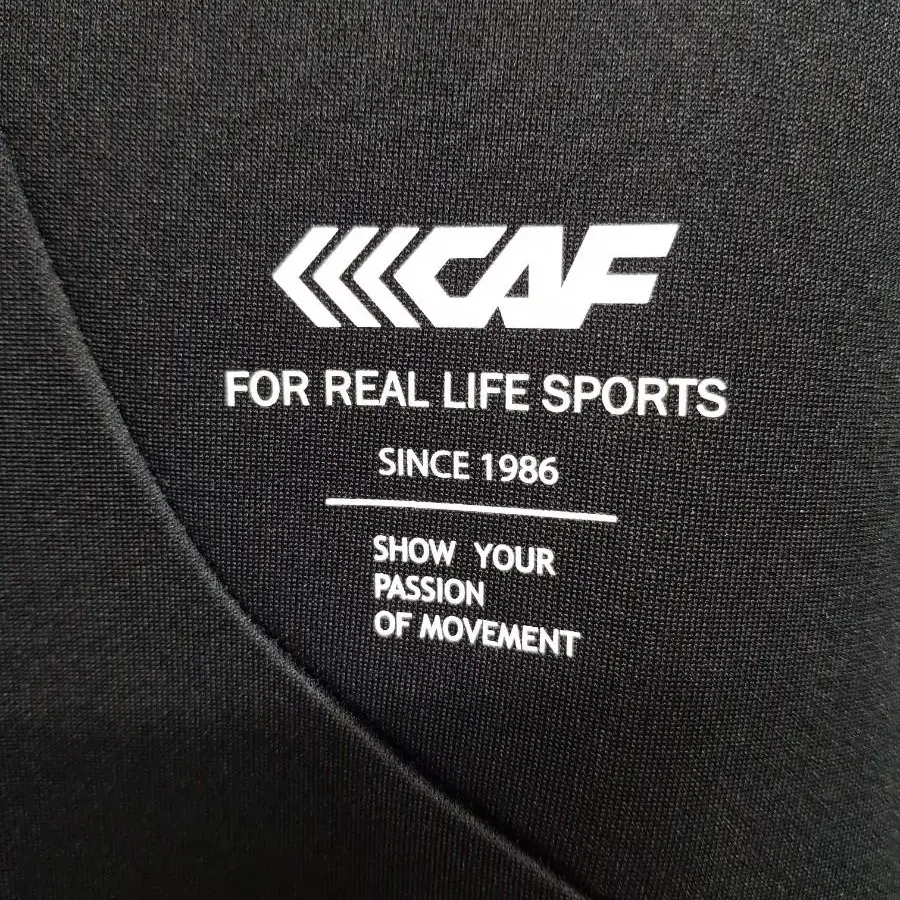 CAF
FOR REAL LIFE SPORTS
SINCE 1986
SHOW YOUR
PASSION
OF MOVEMENT